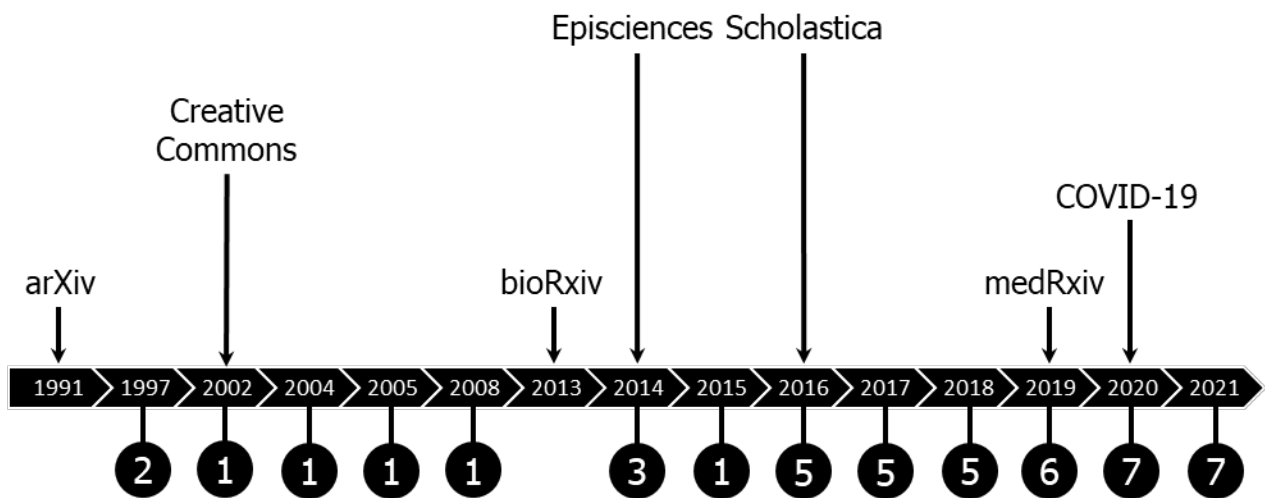 Episciences Scholastica
Creative
Commons
COVID-19
arXiv
bioRxiv
medRxiv
1991 1997 2002 2004 2005 2008 2013 2014 2015 2016 2017 2018 2019 2020 2021
2 1 1 1 1 3 1 5 5 5 6 7 7